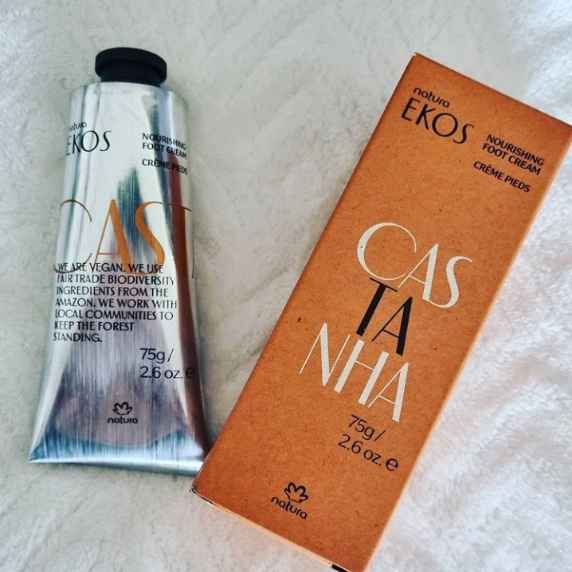 natura
EKOS
NOURISHING
FOOT CREAM
CRÈME PIEDS
CAST
WE ARE VEGAN. WE USE
FAIR TRADE BIODIVERSITY
INGREDIENTS FROM THE
AMAZON. WE WORK WITH
LOCAL COMMUNITIES TO
KEEP THE FOREST
STANDING.
75g/
2.6 oz. e
natura
natura
EKOS
NOURISHING
FOOT CREAM
CRÈME PIEDS
CAS
TA
NHA
75g/
2.6 oz. e
natura